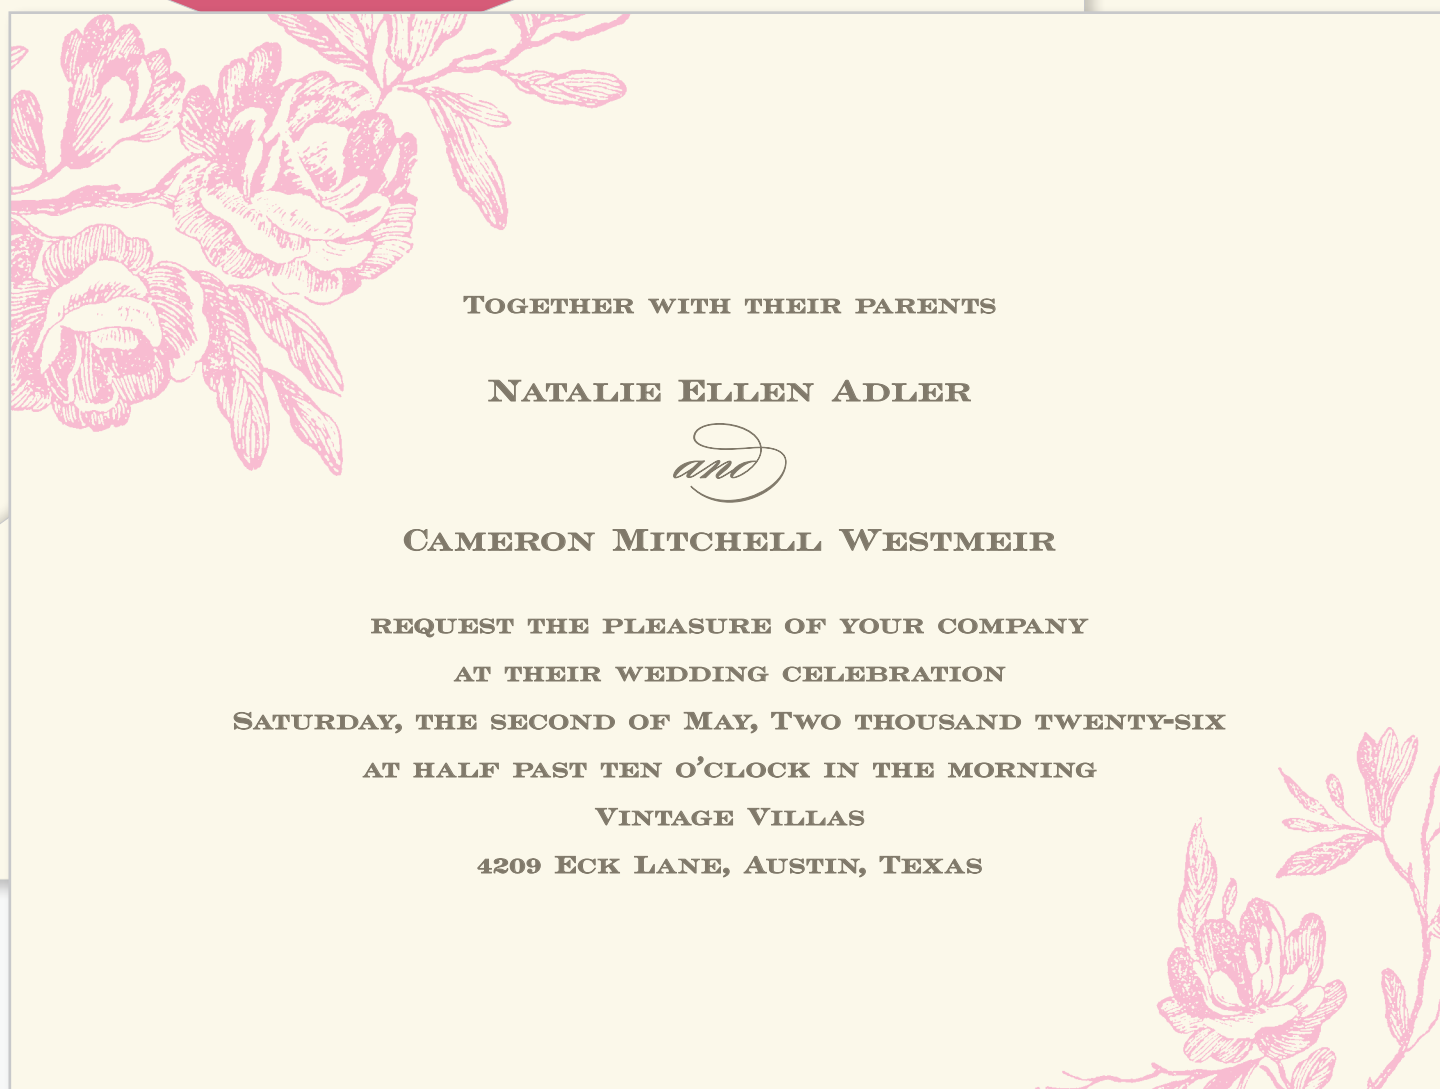 Together with their parents
Natalie Ellen Adler
and
Cameron Mitchell Westmeir
request the pleasure of your company
at their wedding celebration
Saturday, the second of May, Two thousand twenty-six
at half past ten o’clock in the morning
Vintage Villas
4209 Eck Lane, Austin, Texas